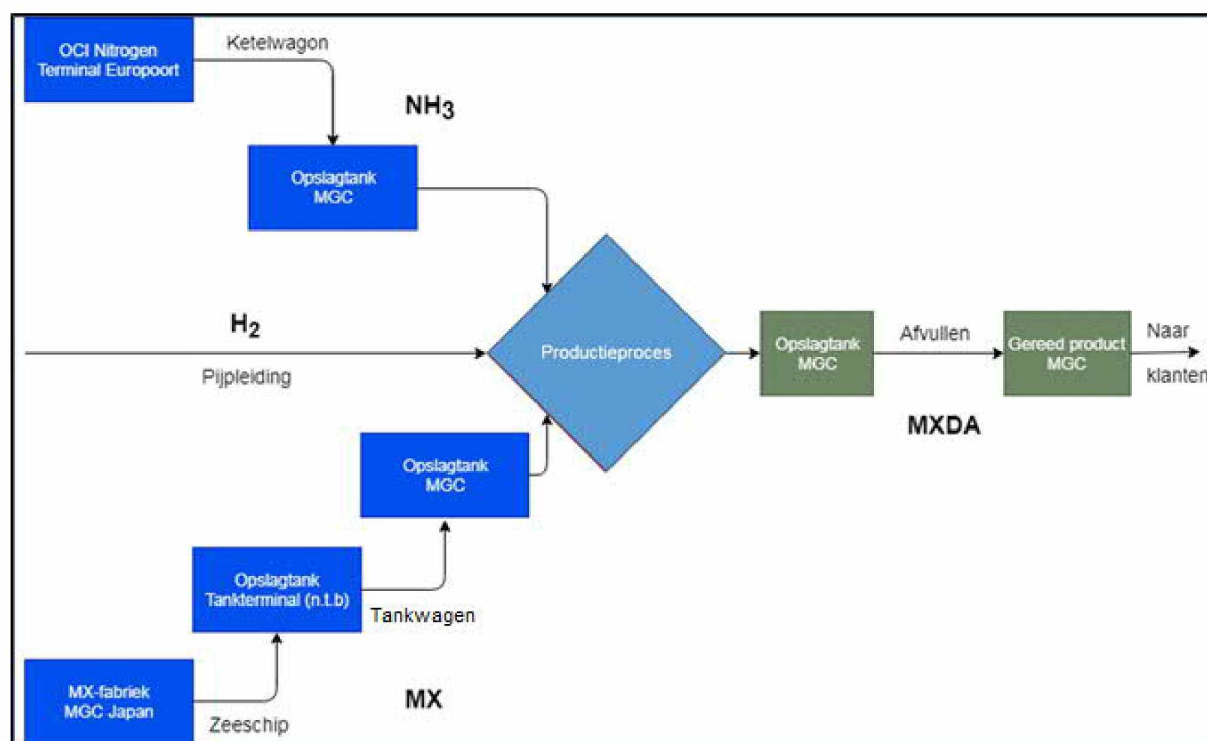 OCI Nitrogen
Terminal Europoort
Ketelwagon
NH3
Opslagtank
MGC
H2
Pijpleiding
Productieproces
Opslagtank
MGC
Afvullen
Gereed product
MGC
Naar
klanten
MXDA
Opslagtank
MGC
Opslagtank
Tankterminal (n.t.b)
Tankwagen
MX-fabriek
MGC Japan
Zeeschip
MX